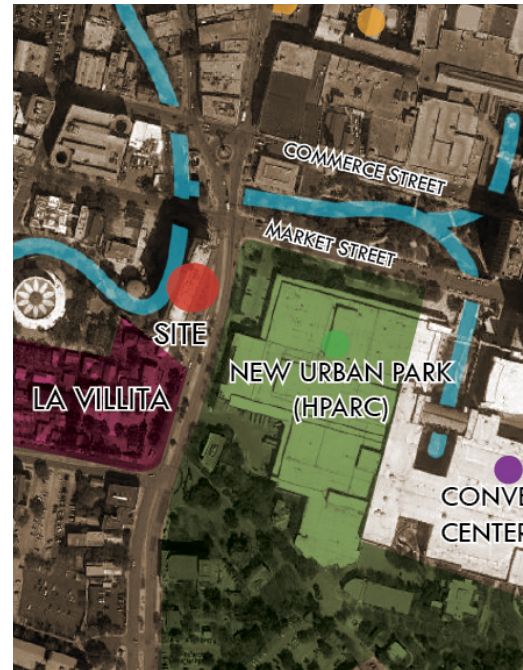 COMMERCE STREET
MARKET STREET
SITE
NEW URBAN PARK
(HPARC)
LA VILLITA
CONVE
CENTER